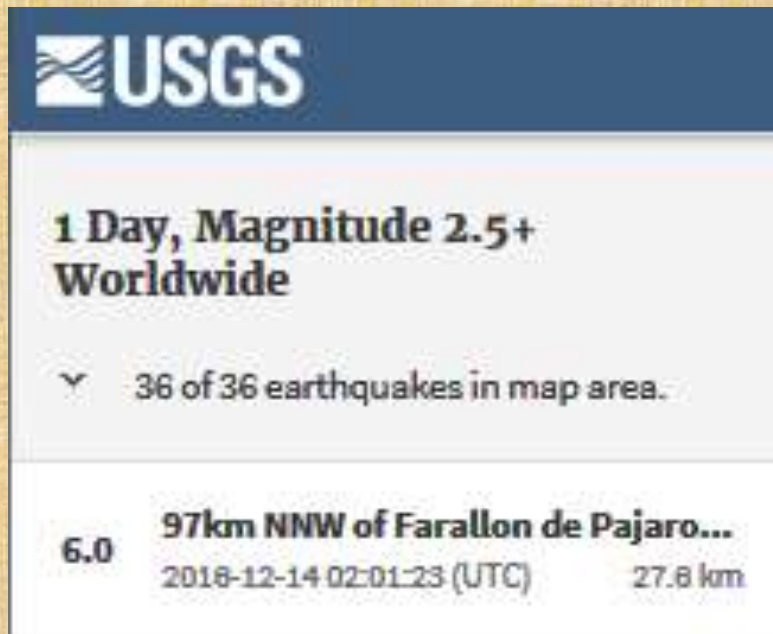 USGS
1 Day, Magnitude 2.5+
Worldwide
36 of 36 earthquakes in map area.
6.0
97km NNW of Farallon de Pajaro...
2018-12-14 02:01:23 (UTC) 27.8 km